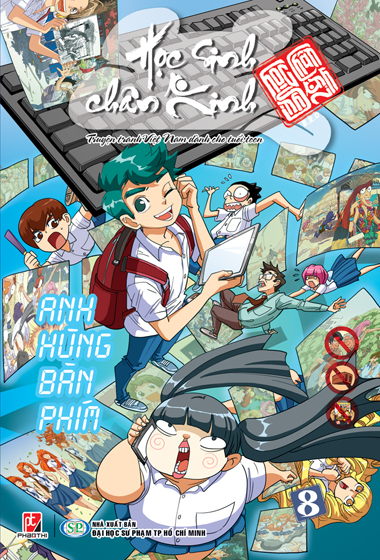 Học sinh
chân kinh
Truyện tranh Việt Nam dành cho tuổi teen
ANH
HÙNG
BÀN
PHÍM
8
PHANTHI
NHÀ XUẤT BẢN
ĐẠI HỌC SƯ PHẠM TP HỒ CHÍ MINH